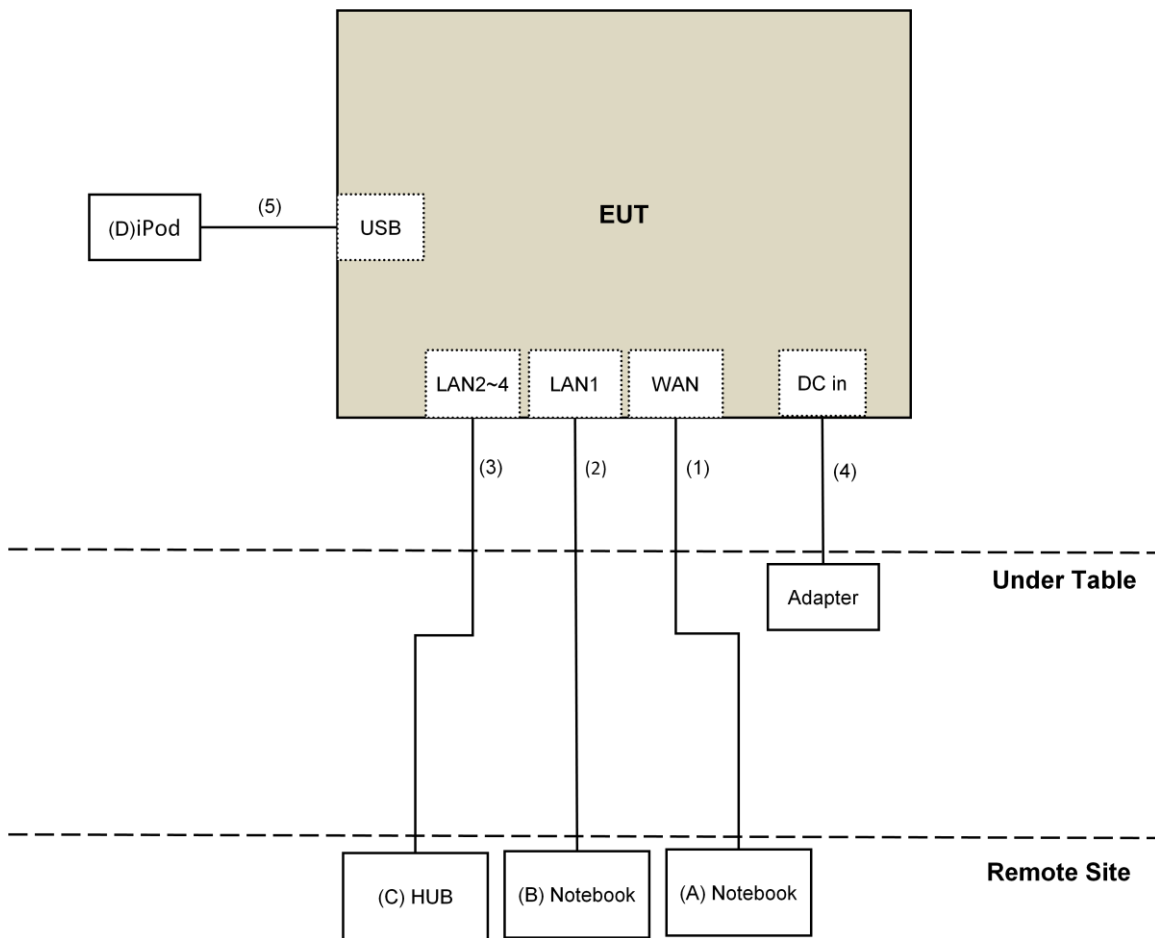 EUT
(5)
(D)iPod
USB
LAN2~4
LAN1
WAN
DC in
(3)
(2)
(1)
(4)
Under Table
Adapter
Remote Site
(C) HUB
(B) Notebook
(A) Notebook